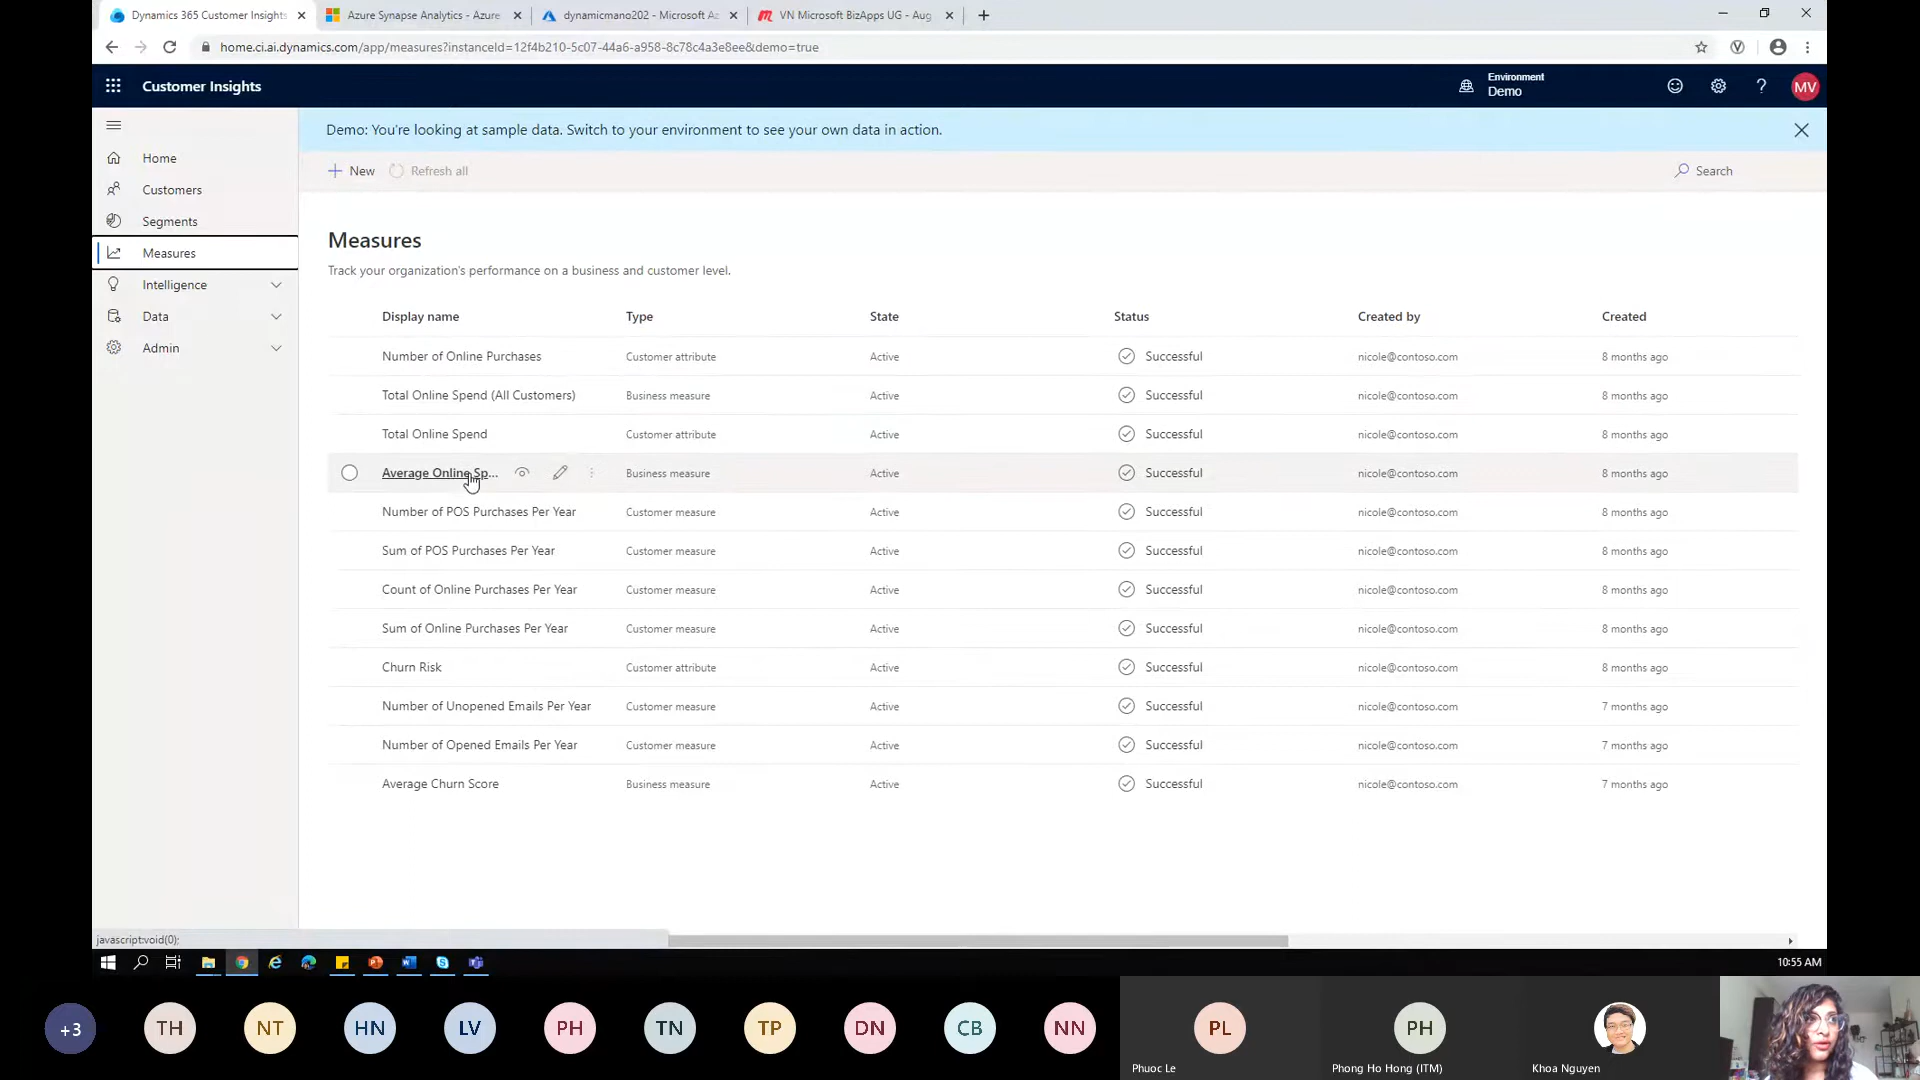 Dynamics 365 Customer Insights
Azure Synapse Analytics - Azure
dynamicmano202 - Microsoft Az
VN Microsoft BizApps UG - Aug
home.ci.ai.dynamics.com/app/measures?instanceId=12f4b210-5c07-44a6-a958-8c78c4a3e8ee&demo=true
Customer Insights
Environment
Demo
?
MV
Demo: You're looking at sample data. Switch to your environment to see your own data in action.
New
Refresh all
Search
Home
Customers
Segments
Measures
Intelligence
Data
Admin
Measures
Track your organization's performance on a business and customer level.
Display name Type State Status Created by Created
Number of Online Purchases Customer attribute Active Successful nicole@contoso.com 8 months ago
Total Online Spend (All Customers) Business measure Active Successful nicole@contoso.com 8 months ago
Total Online Spend Customer attribute Active Successful nicole@contoso.com 8 months ago
Average Online Sp... Business measure Active Successful nicole@contoso.com 8 months ago
Number of POS Purchases Per Year Customer measure Active Successful nicole@contoso.com 8 months ago
Sum of POS Purchases Per Year Customer measure Active Successful nicole@contoso.com 8 months ago
Count of Online Purchases Per Year Customer measure Active Successful nicole@contoso.com 8 months ago
Sum of Online Purchases Per Year Customer measure Active Successful nicole@contoso.com 8 months ago
Churn Risk Customer attribute Active Successful nicole@contoso.com 8 months ago
Number of Unopened Emails Per Year Customer measure Active Successful nicole@contoso.com 7 months ago
Number of Opened Emails Per Year Customer measure Active Successful nicole@contoso.com 7 months ago
Average Churn Score Business measure Active Successful nicole@contoso.com 7 months ago
javascript:void(0);
10:55 AM
+3 TH NT HN LV PH TN TP DN CB NN PL PH
Phuoc Le Phong Ho Hong (ITM) Khoa Nguyen